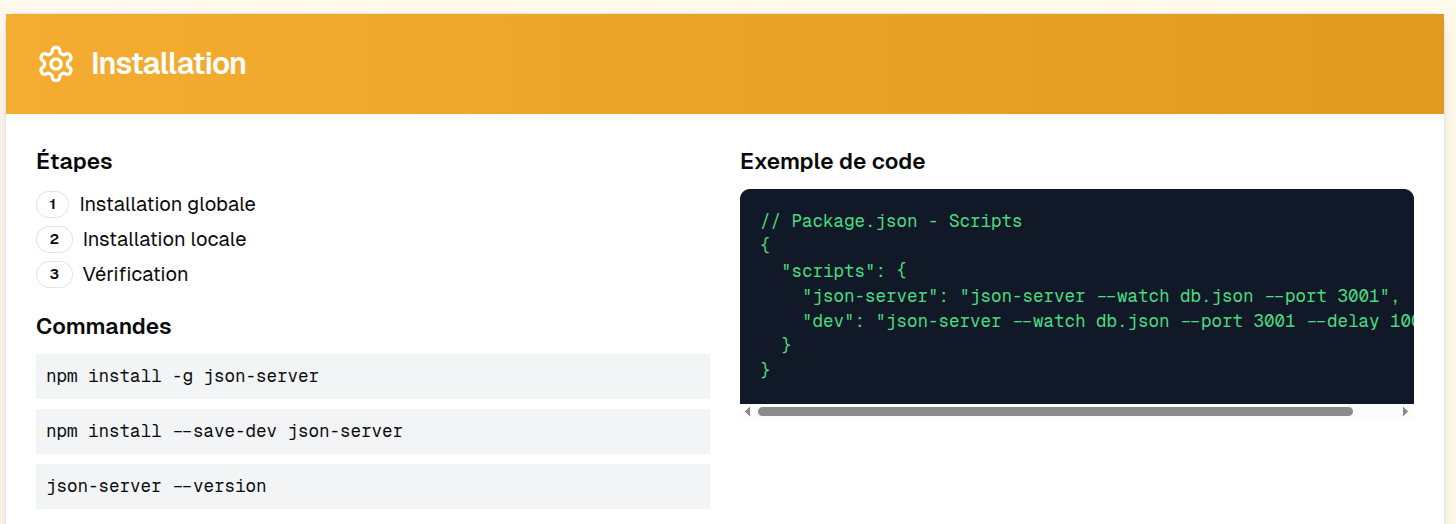 Installation
Étapes
1 Installation globale
2 Installation locale
3 Vérification
Commandes
npm install -g json-server
npm install --save-dev json-server
json-server --version
Exemple de code
// Package.json - Scripts
{
  "scripts": {
    "json-server": "json-server --watch db.json --port 3001",
    "dev": "json-server --watch db.json --port 3001 --delay
  }
}